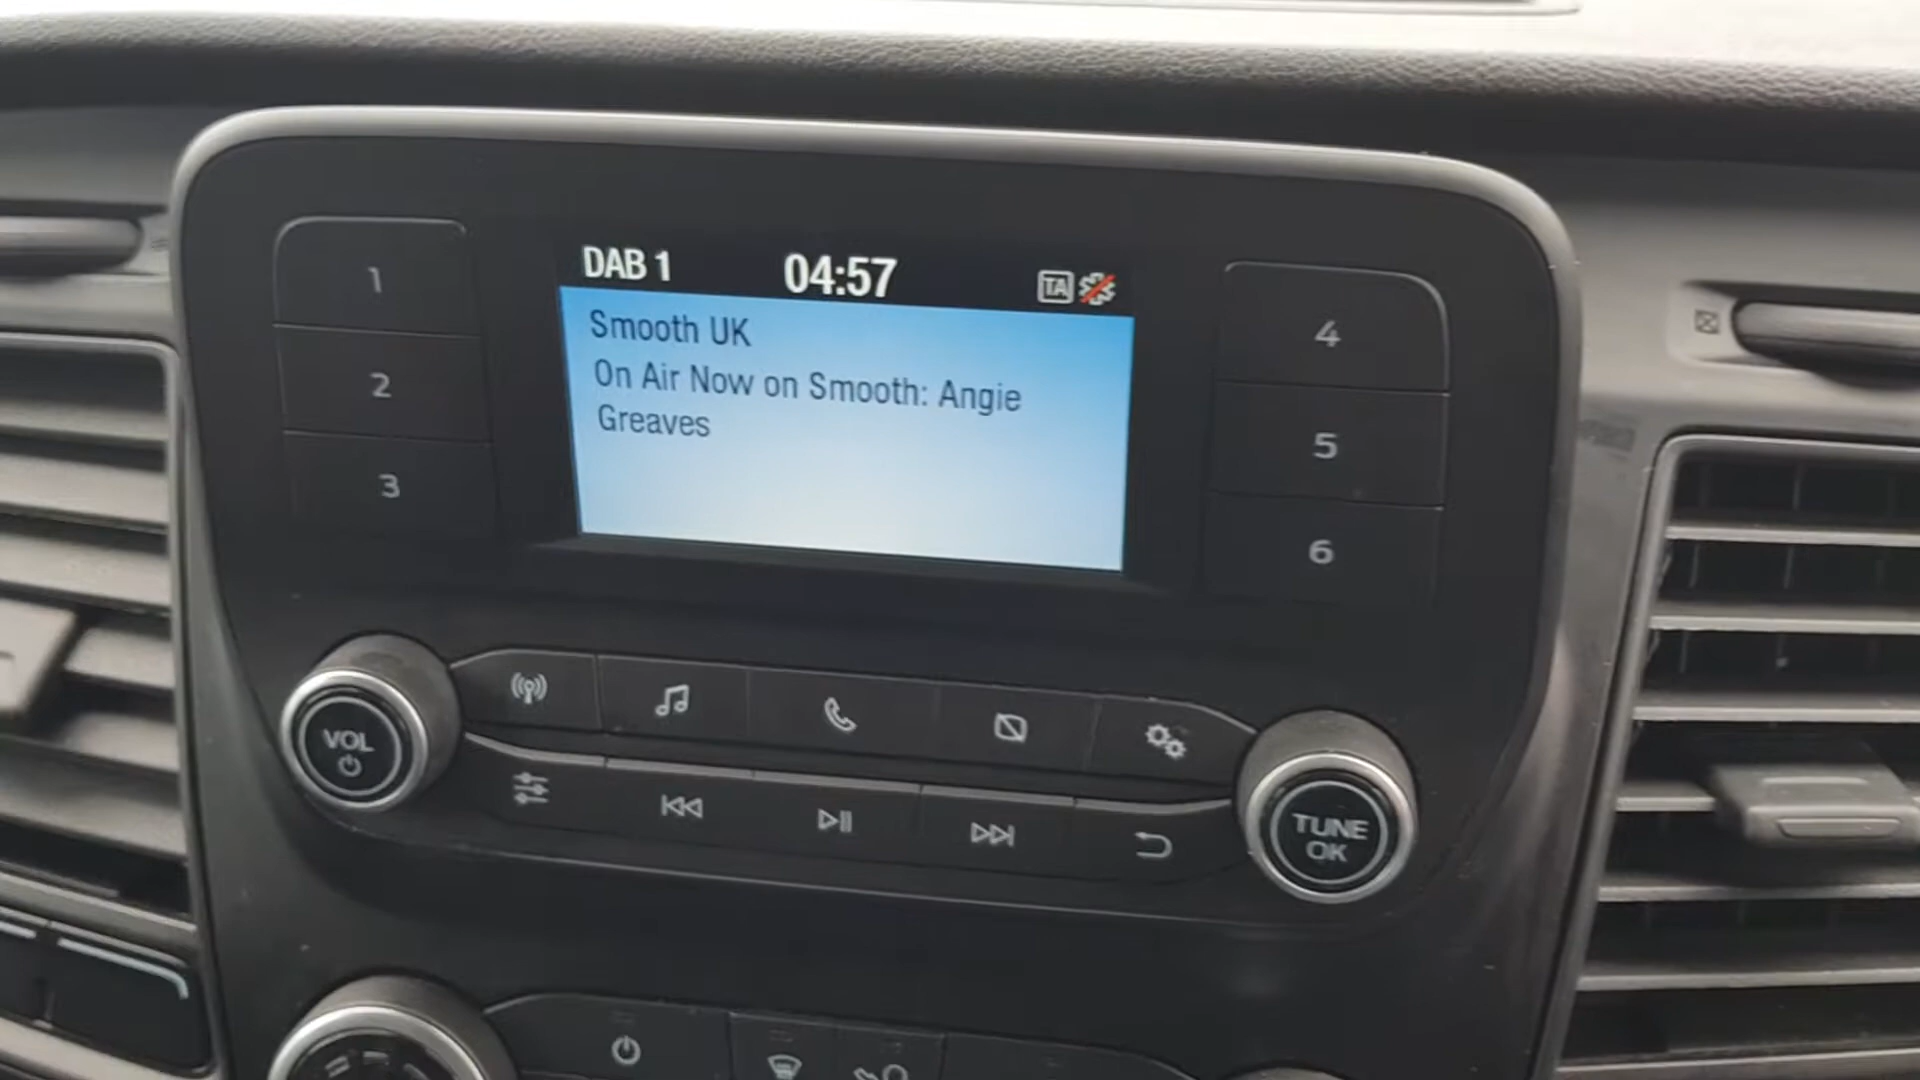 DAB 1 04:57 TA
Smooth UK
On Air Now on Smooth: Angie
Greaves
1
2
3
4
5
6
VOL
TUNE
OK